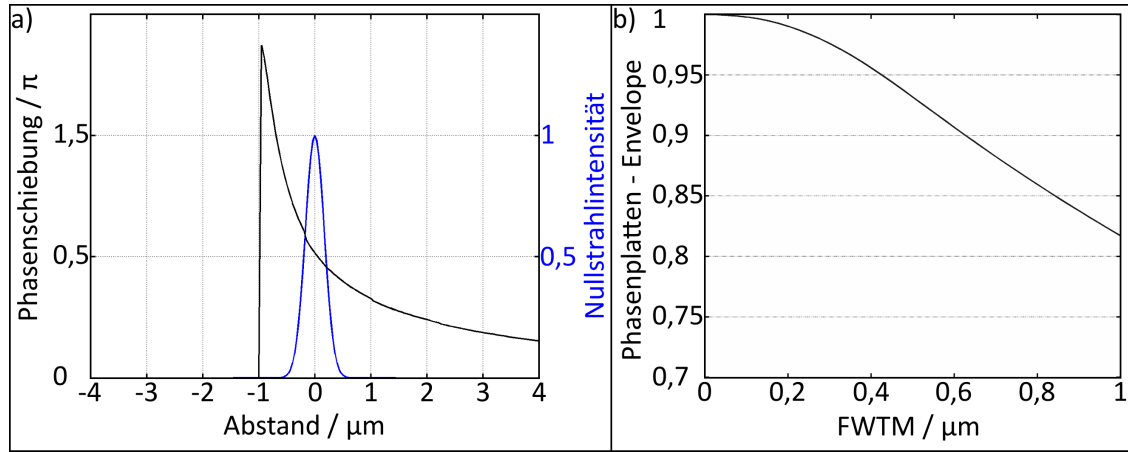 a)
Phasenschiebung / π
1,5
0,5
0
-4 -3 -2 -1 0 1 2 3 4
Abstand / μm
1
0,5
Nullstrahlintensität
b)
Phasenplatten - Envelope
1
0,95
0,9
0,85
0,8
0,75
0,7
0 0,2 0,4 0,6 0,8 1
FWTM / μm